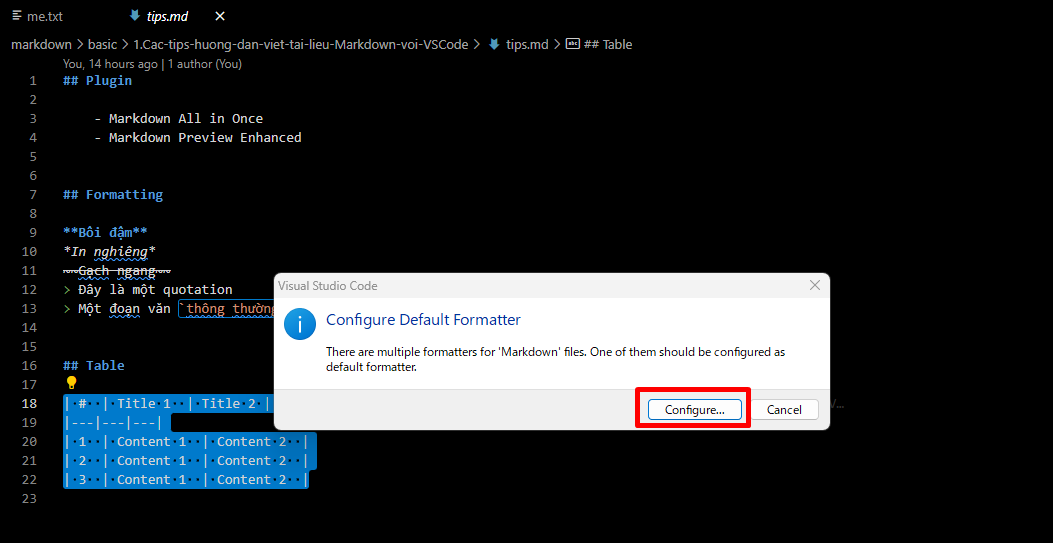 me.txt
tips.md
markdown > basic > 1.Cac-tips-huong-dan-viet-tai-lieu-Markdown-voi-VSCode > tips.md > ## Table
You, 14 hours ago | 1 author (You)
1 ## Plugin
2
3 - Markdown All in Once
4 - Markdown Preview Enhanced
5
6
7 ## Formatting
8
9 **Bôi đậm**
10 *In nghiêng*
11 ~~Gạch ngang~~
12 > Đây là một quotation
13 > Một đoạn văn `thông thường
14
15
16 ## Table
17
18 | # | Title 1 | Title 2 |
19 |---|---|---|
20 | 1 | Content 1 | Content 2 |
21 | 2 | Content 1 | Content 2 |
22 | 3 | Content 1 | Content 2 |
23
Visual Studio Code
Configure Default Formatter
There are multiple formatters for 'Markdown' files. One of them should be configured as
default formatter.
Configure...
Cancel